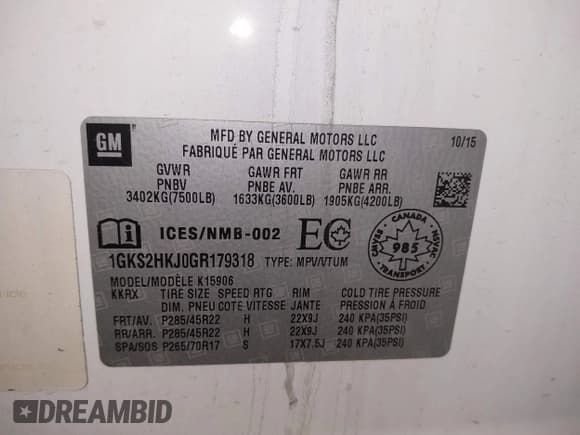 GM
MFD BY GENERAL MOTORS LLC
FABRIQUÉ PAR GENERAL MOTORS LLC
10/15
GVWR GAWR FRT GAWR RR
PNBV PNBE AV. PNBE ARR.
3402KG(7500LB) 1633KG(3600LB) 1905KG(4200LB)
ICES/NMB-002 EC
CANADA
CMVSS NSVAC
985
TRANSPORT
1GKS2HKJ0GR179318 TYPE: MPV/VTUM
MODEL/MODÈLE K15906
KKRX TIRE SIZE SPEED RTG RIM COLD TIRE PRESSURE
DIM. PNEU COTE VITESSE JANTE PRESSION À FROID
FRT/AV. P285/45R22 H 22X9J 240 KPA(35PSI)
RR/ARR. P285/45R22 H 22X9J 240 KPA(35PSI)
SPA/SOS P265/70R17 S 17X7.5J 240 KPA(35PSI)
DREAMBID